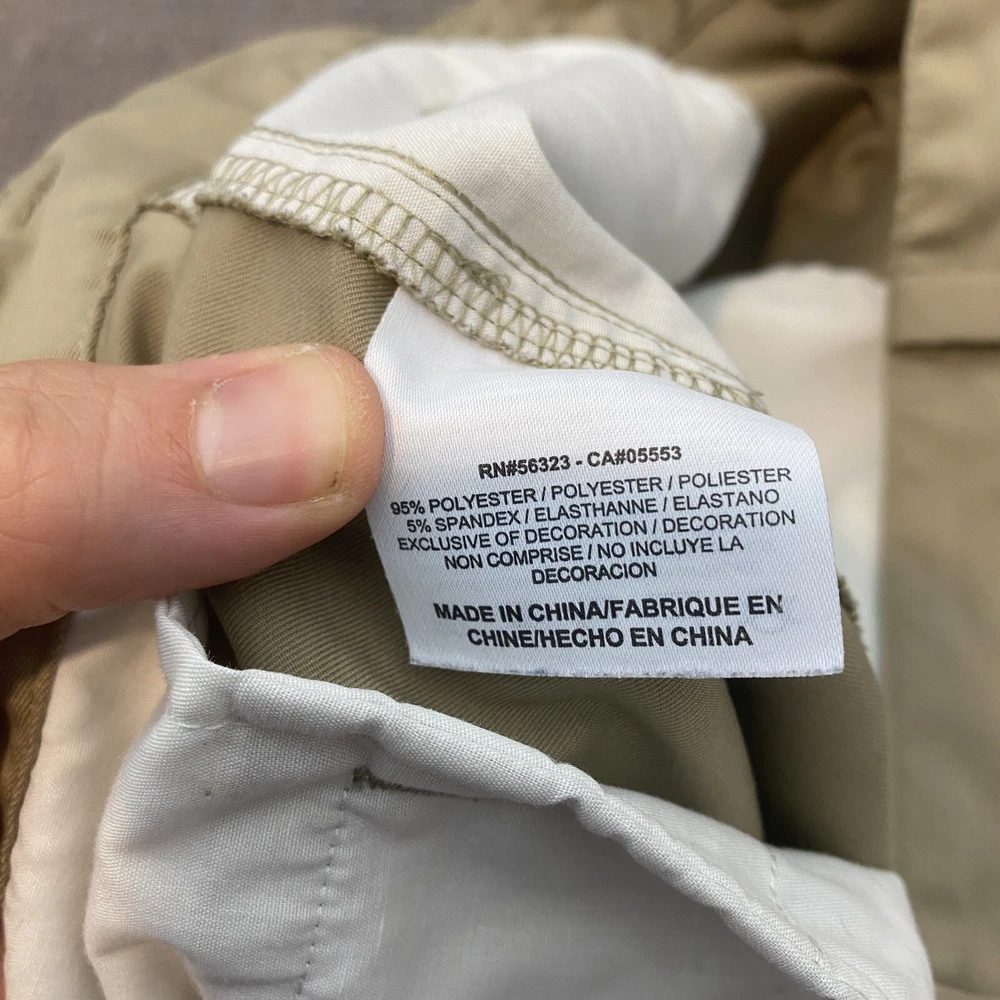 RN#56323 - CA#05553
95% POLYESTER / POLYESTER / POLIESTER
5% SPANDEX / ELASTHANNE / ELASTANO
EXCLUSIVE OF DECORATION / DECORATION
NON COMPRISE / NO INCLUYE LA
DECORACION
MADE IN CHINA/FABRIQUE EN
CHINE/HECHO EN CHINA